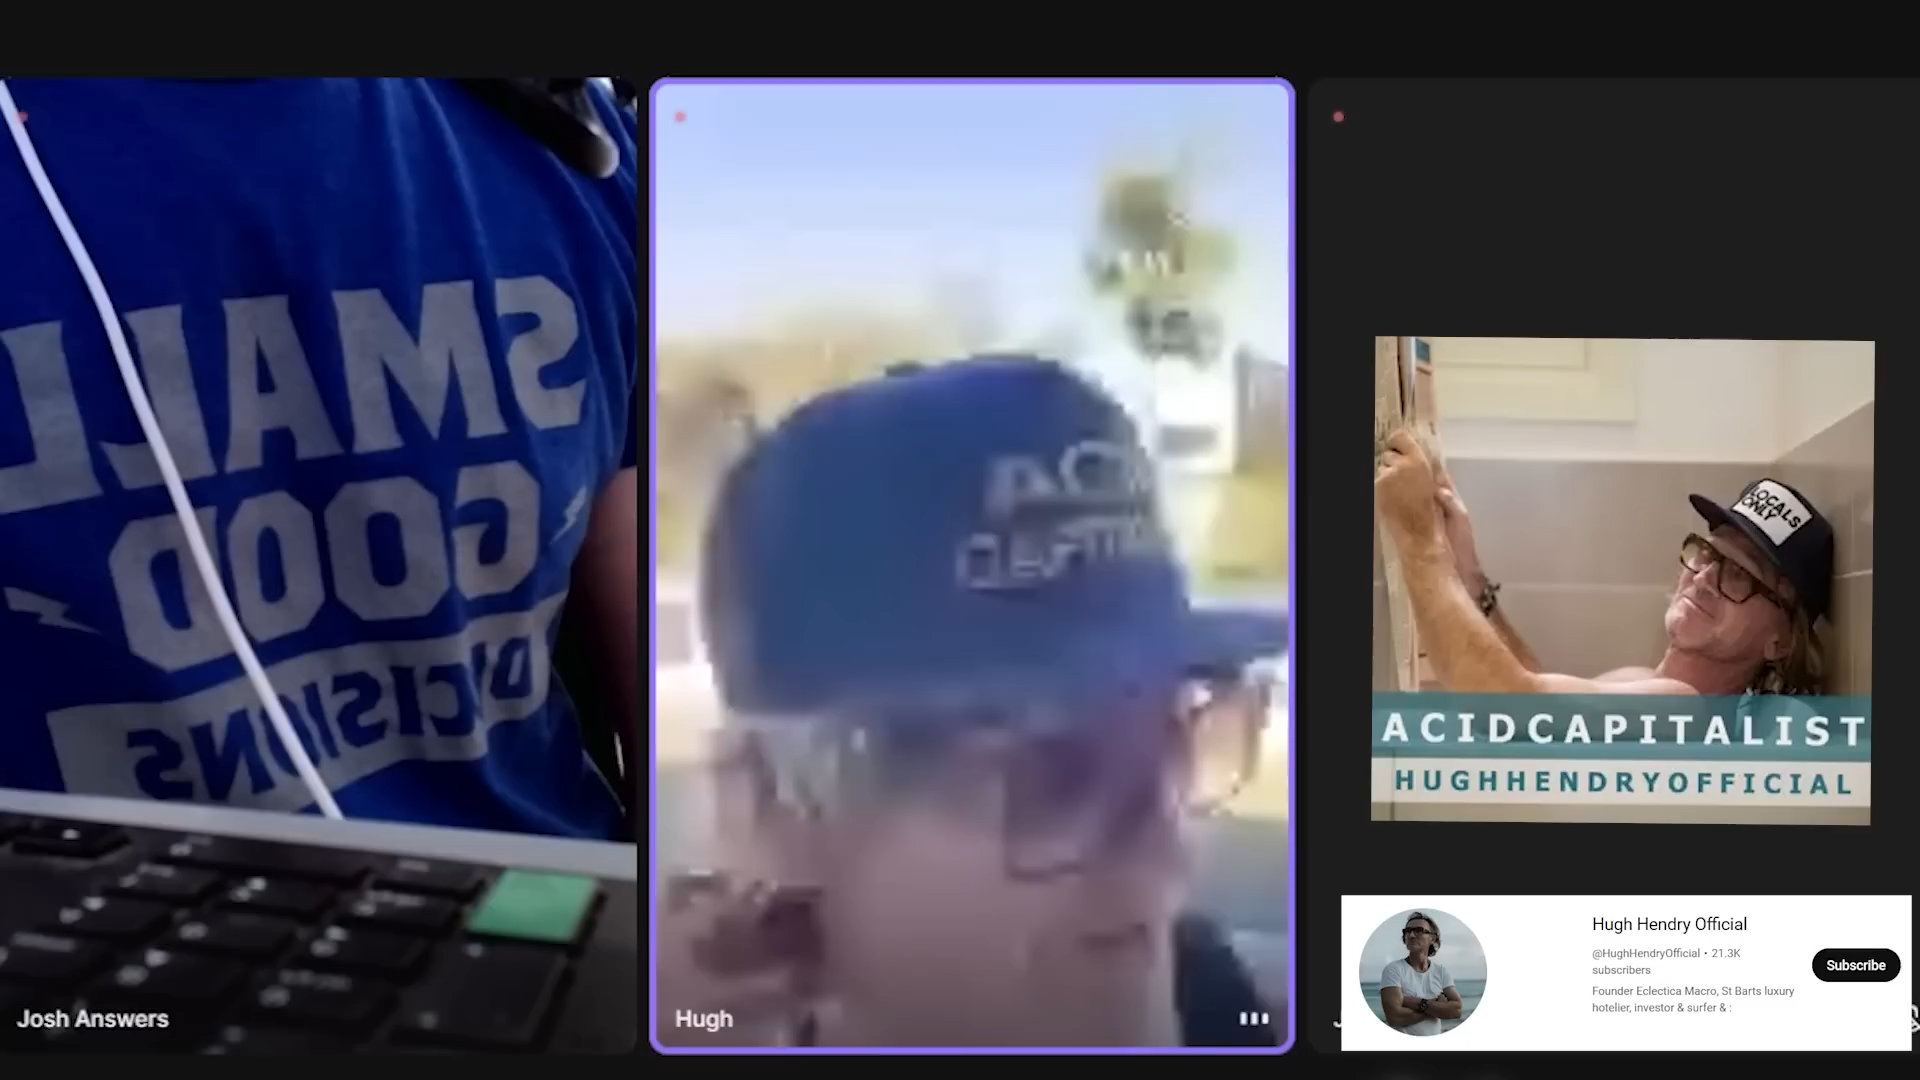 SMALL
GOOD
DECISIONS
Josh Answers
ACID
Hugh
LOCALS
ONLY
ACIDCAPITALIST
HUGHHENDRYOFFICIAL
Hugh Hendry Official
@HughHendryOfficial • 21.3K
subscribers
Founder Eclectica Macro, St Barts luxury
hotelier, investor & surfer & :
Subscribe